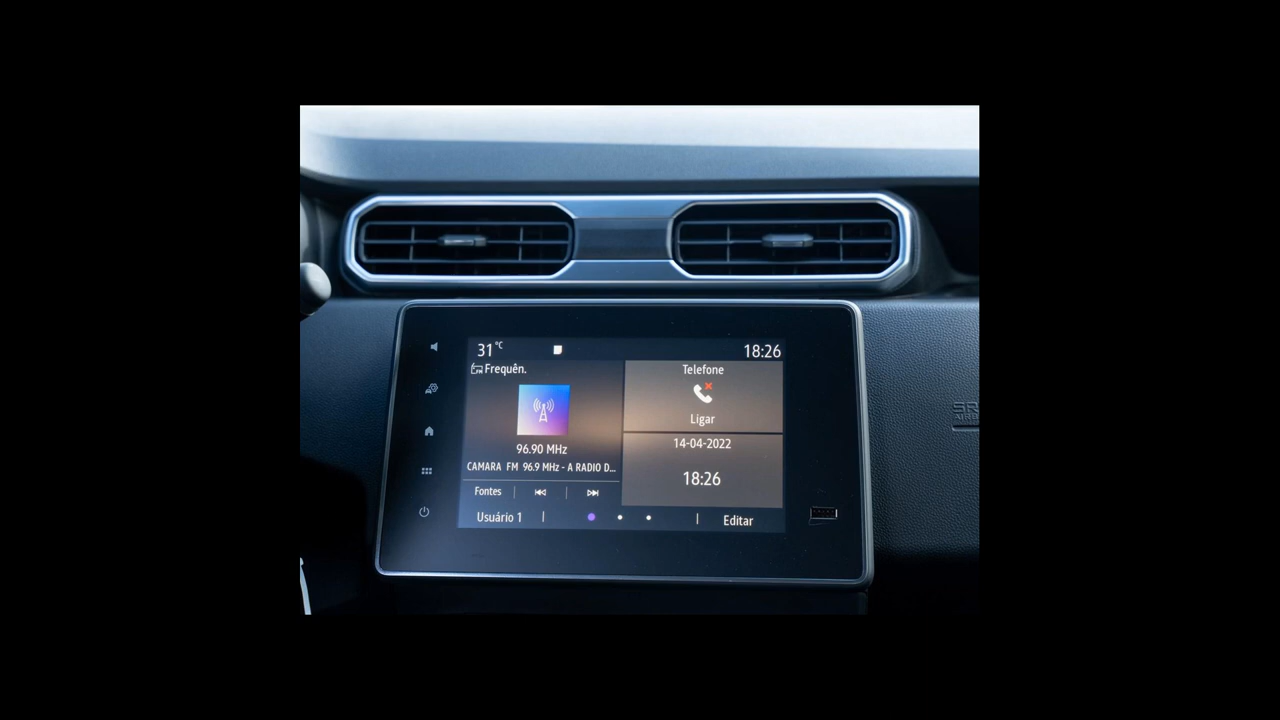 31°C
18:26
Frequên.
96.90 MHz
CAMARA FM 96.9 MHz - A RADIO D...
Fontes
Telefone
Ligar
14-04-2022
18:26
Usuário 1
Editar